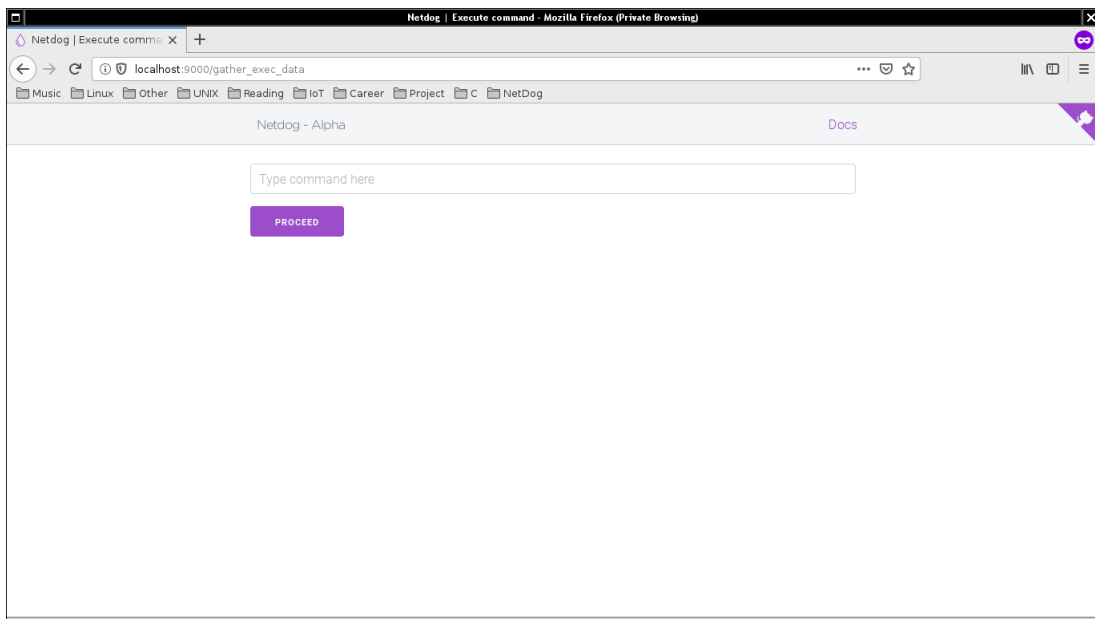 Netdog | Execute command - Mozilla Firefox (Private Browsing)
Netdog | Execute comma
localhost:9000/gather_exec_data
Music Linux Other UNIX Reading IoT Career Project C NetDog
Netdog - Alpha Docs
Type command here
PROCEED